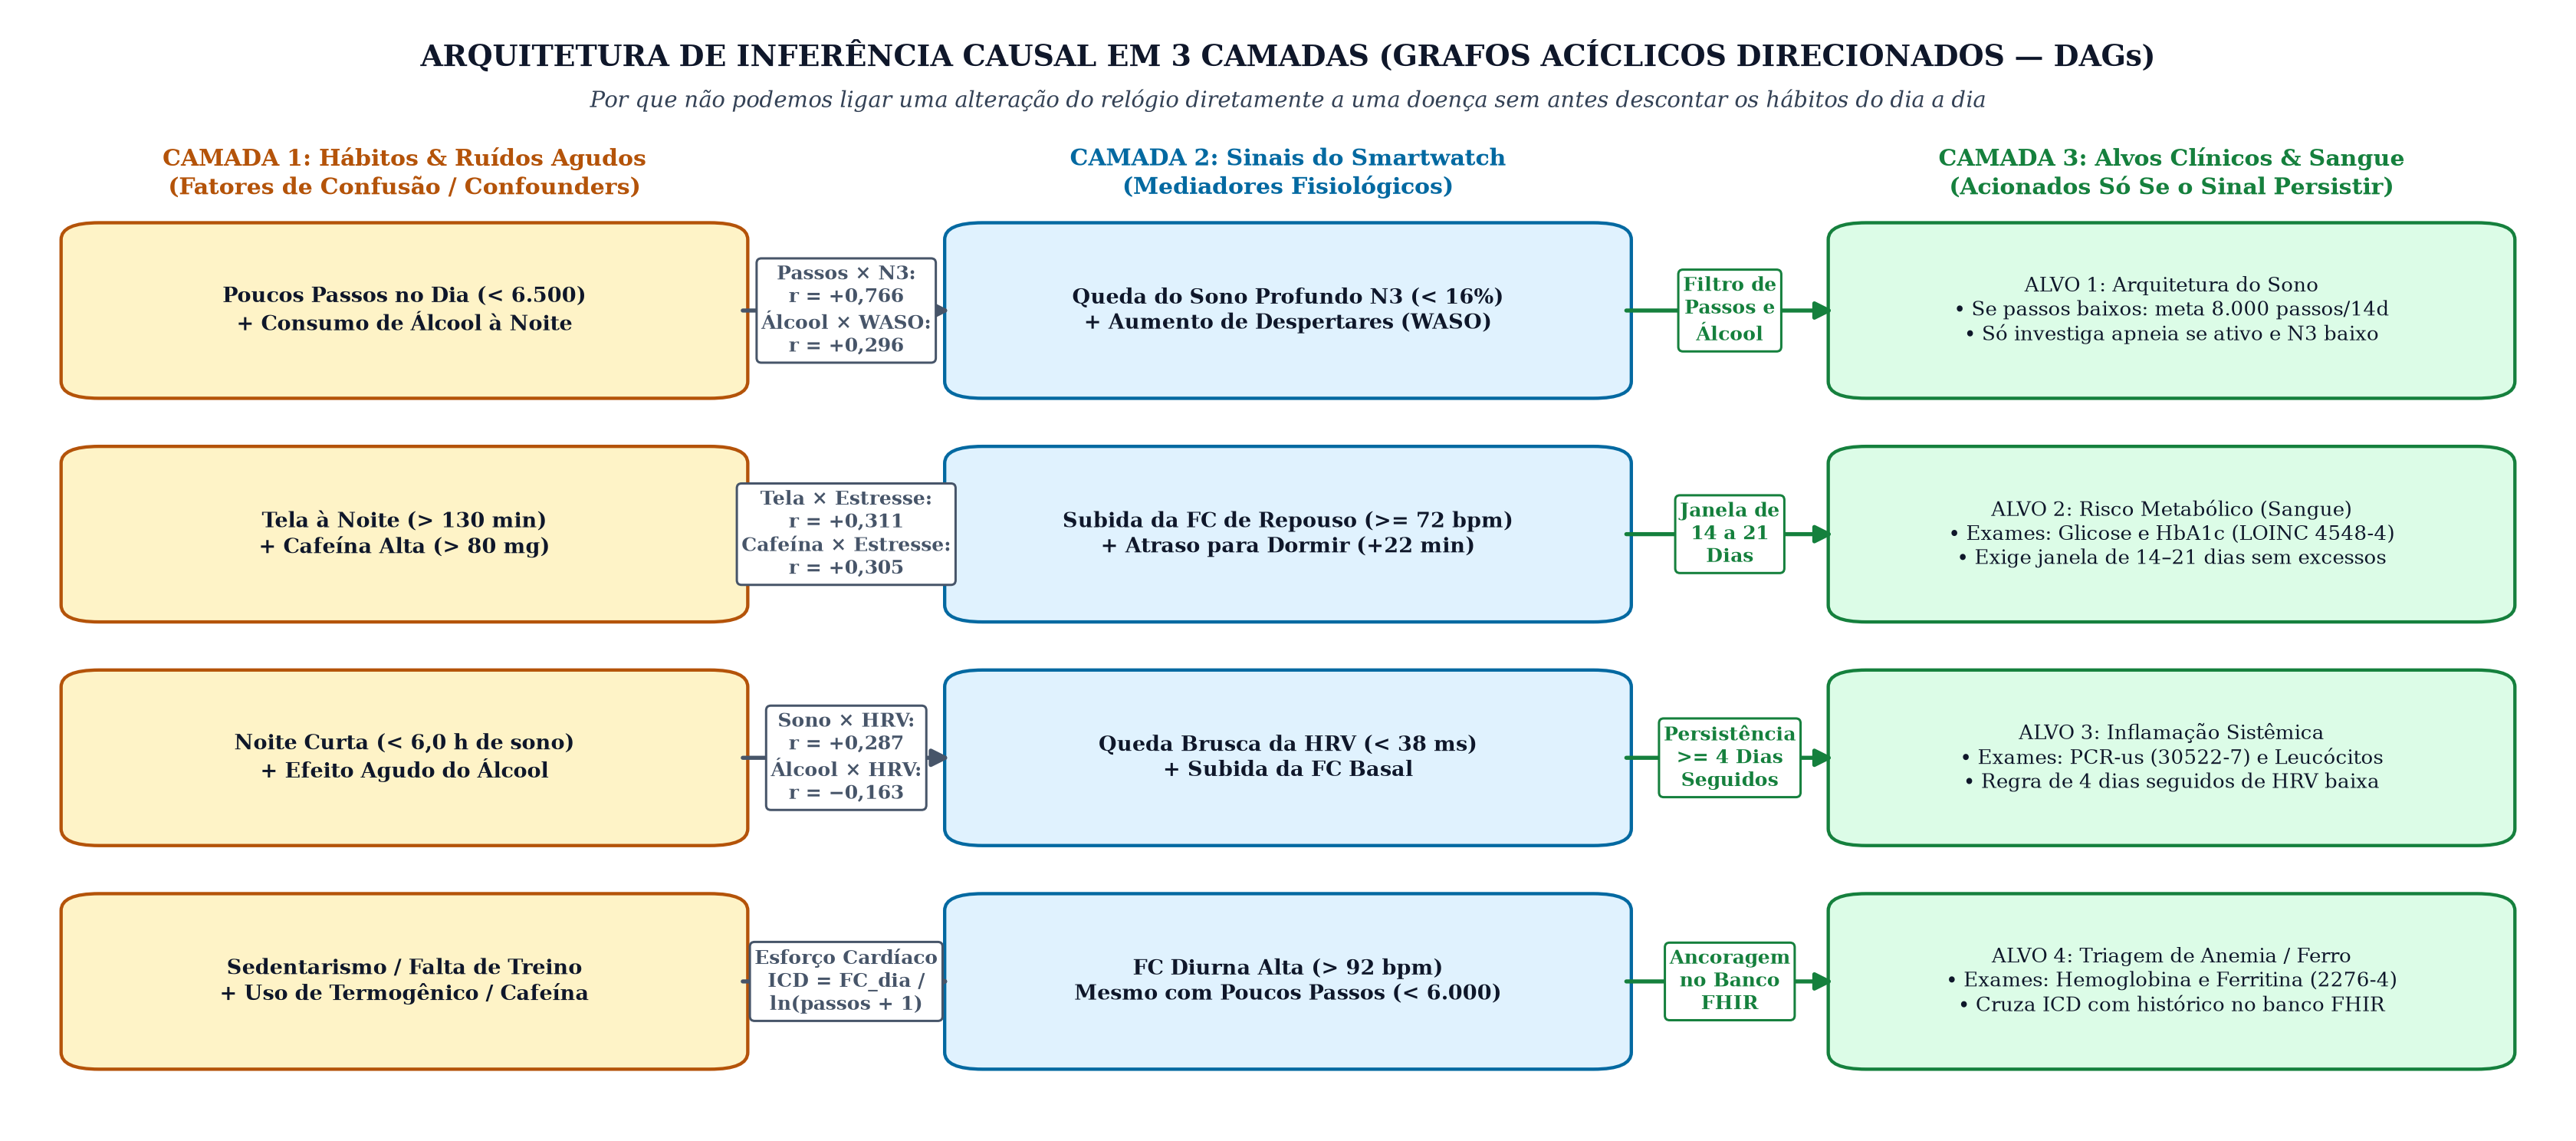 ARQUITETURA DE INFERÊNCIA CAUSAL EM 3 CAMADAS (GRAFOS ACÍCLICOS DIRECIONADOS — DAGs)
Por que não podemos ligar uma alteração do relógio diretamente a uma doença sem antes descontar os hábitos do dia a dia
CAMADA 1: Hábitos & Ruídos Agudos
(Fatores de Confusão / Confounders)
CAMADA 2: Sinais do Smartwatch
(Mediadores Fisiológicos)
CAMADA 3: Alvos Clínicos & Sangue
(Acionados Só Se o Sinal Persistir)
Poucos Passos no Dia (< 6.500)
+ Consumo de Álcool à Noite
Passos × N3:
r = +0,766
Álcool × WASO:
r = +0,296
Queda do Sono Profundo N3 (< 16%)
+ Aumento de Despertares (WASO)
Filtro de
Passos e
Álcool
ALVO 1: Arquitetura do Sono
• Se passos baixos: meta 8.000 passos/14d
• Só investiga apneia se ativo e N3 baixo
Tela à Noite (> 130 min)
+ Cafeína Alta (> 80 mg)
Tela × Estresse:
r = +0,311
Cafeína × Estresse:
r = +0,305
Subida da FC de Repouso (>= 72 bpm)
+ Atraso para Dormir (+22 min)
Janela de
14 a 21
Dias
ALVO 2: Risco Metabólico (Sangue)
• Exames: Glicose e HbA1c (LOINC 4548-4)
• Exige janela de 14–21 dias sem excessos
Noite Curta (< 6,0 h de sono)
+ Efeito Agudo do Álcool
Sono × HRV:
r = +0,287
Álcool × HRV:
r = −0,163
Queda Brusca da HRV (< 38 ms)
+ Subida da FC Basal
Persistência
>= 4 Dias
Seguidos
ALVO 3: Inflamação Sistêmica
• Exames: PCR-us (30522-7) e Leucócitos
• Regra de 4 dias seguidos de HRV baixa
Sedentarismo / Falta de Treino
+ Uso de Termogênico / Cafeína
Esforço Cardíaco
ICD = FC_dia /
ln(passos + 1)
FC Diurna Alta (> 92 bpm)
Mesmo com Poucos Passos (< 6.000)
Ancoragem
no Banco
FHIR
ALVO 4: Triagem de Anemia / Ferro
• Exames: Hemoglobina e Ferritina (2276-4)
• Cruza ICD com histórico no banco FHIR